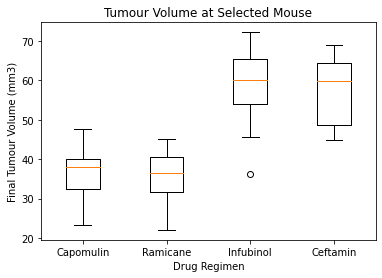 Tumour Volume at Selected Mouse
70
60
50
40
30
20
Final Tumour Volume (mm3)
Capomulin Ramicane Infubinol Ceftamin
Drug Regimen